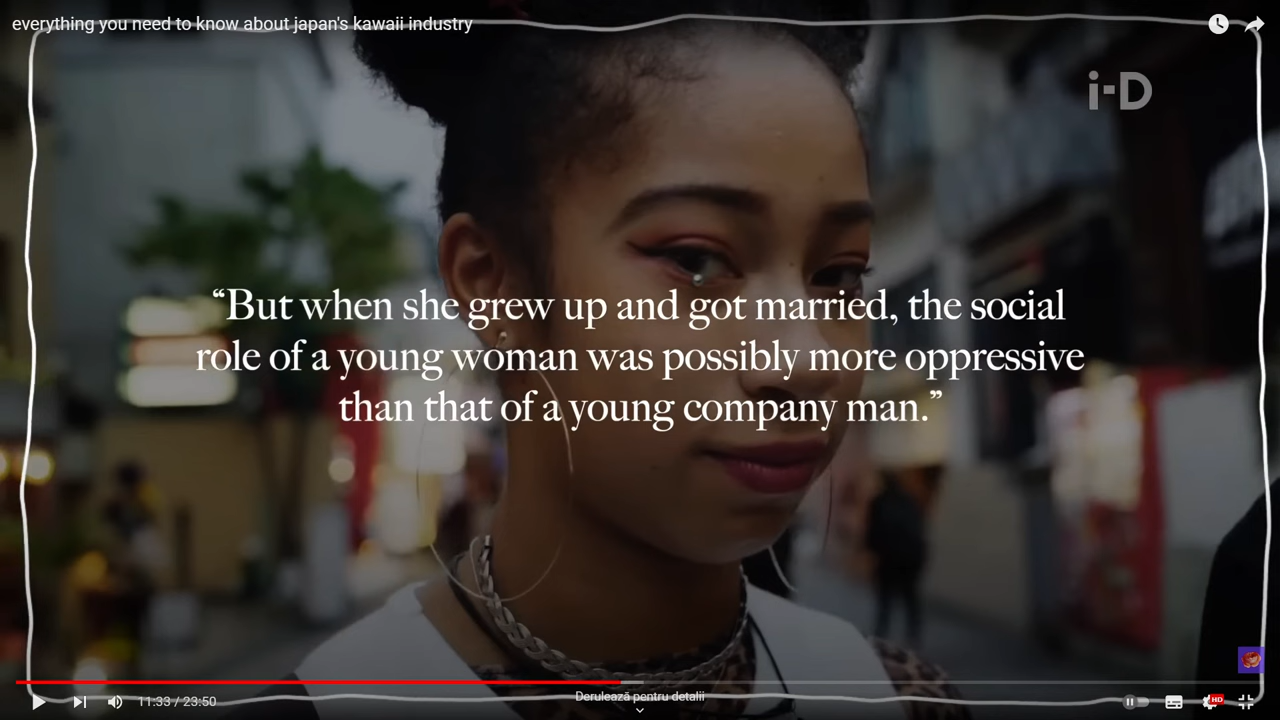 everything you need to know about japan's kawaii industry
i-D
“But when she grew up and got married, the social
role of a young woman was possibly more oppressive
than that of a young company man.”
Derulează pentru detalii
11:33 / 23:50
HD